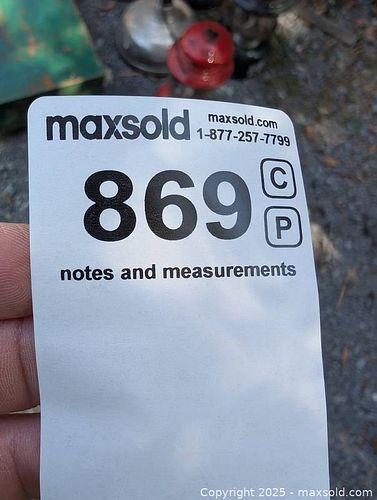 maxsold
maxsold.com
1-877-257-7799
869
C
P
notes and measurements
Copyright 2025 - maxsold.com